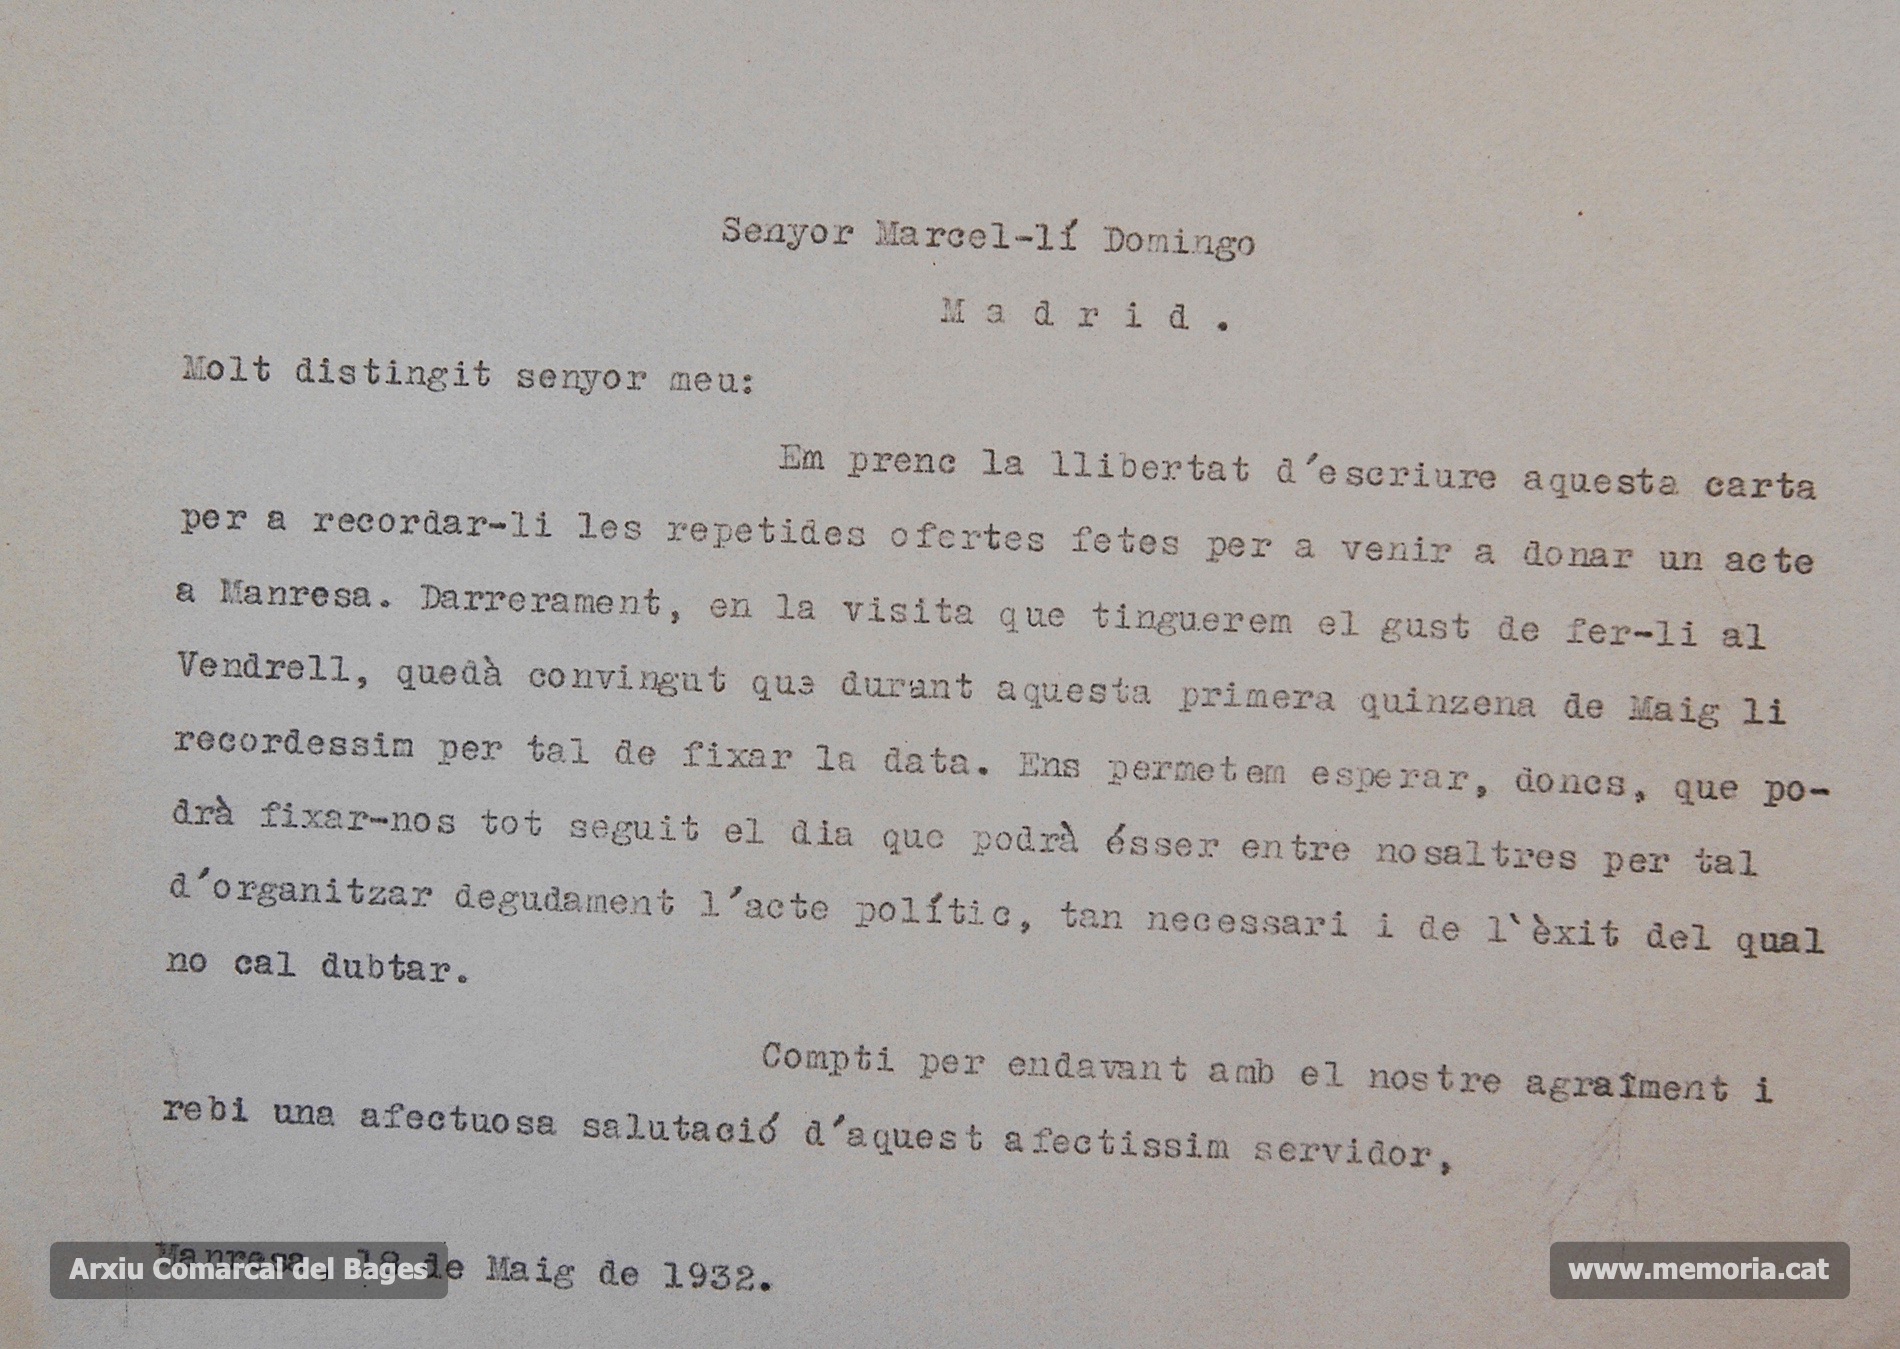 Senyor Marcel-lí Domingo
M a d r i d .
Molt distingit senyor meu:
Em prenc la llibertat d´escriure aquesta carta
per a recordar-li les repetides ofertes fetes per a venir a donar un acte
a Manresa. Darrerament, en la visita que tinguerem el gust de fer-li al
Vendrell, quedà convingut que durant aquesta primera quinzena de Maig li
recordessim per tal de fixar la data. Ens permetem esperar, doncs, que po-
drà fixar-nos tot seguit el dia que podrà ésser entre nosaltres per tal
d´organitzar degudament l´acte polític, tan necessari i de l`èxit del qual
no cal dubtar.
Compti per endavant amb el nostre agraîment i
rebi una afectuosa salutació d´aquest afectissim servidor,
Manresa, de Maig de 1932.
Arxiu Comarcal del Bages
www.memoria.cat